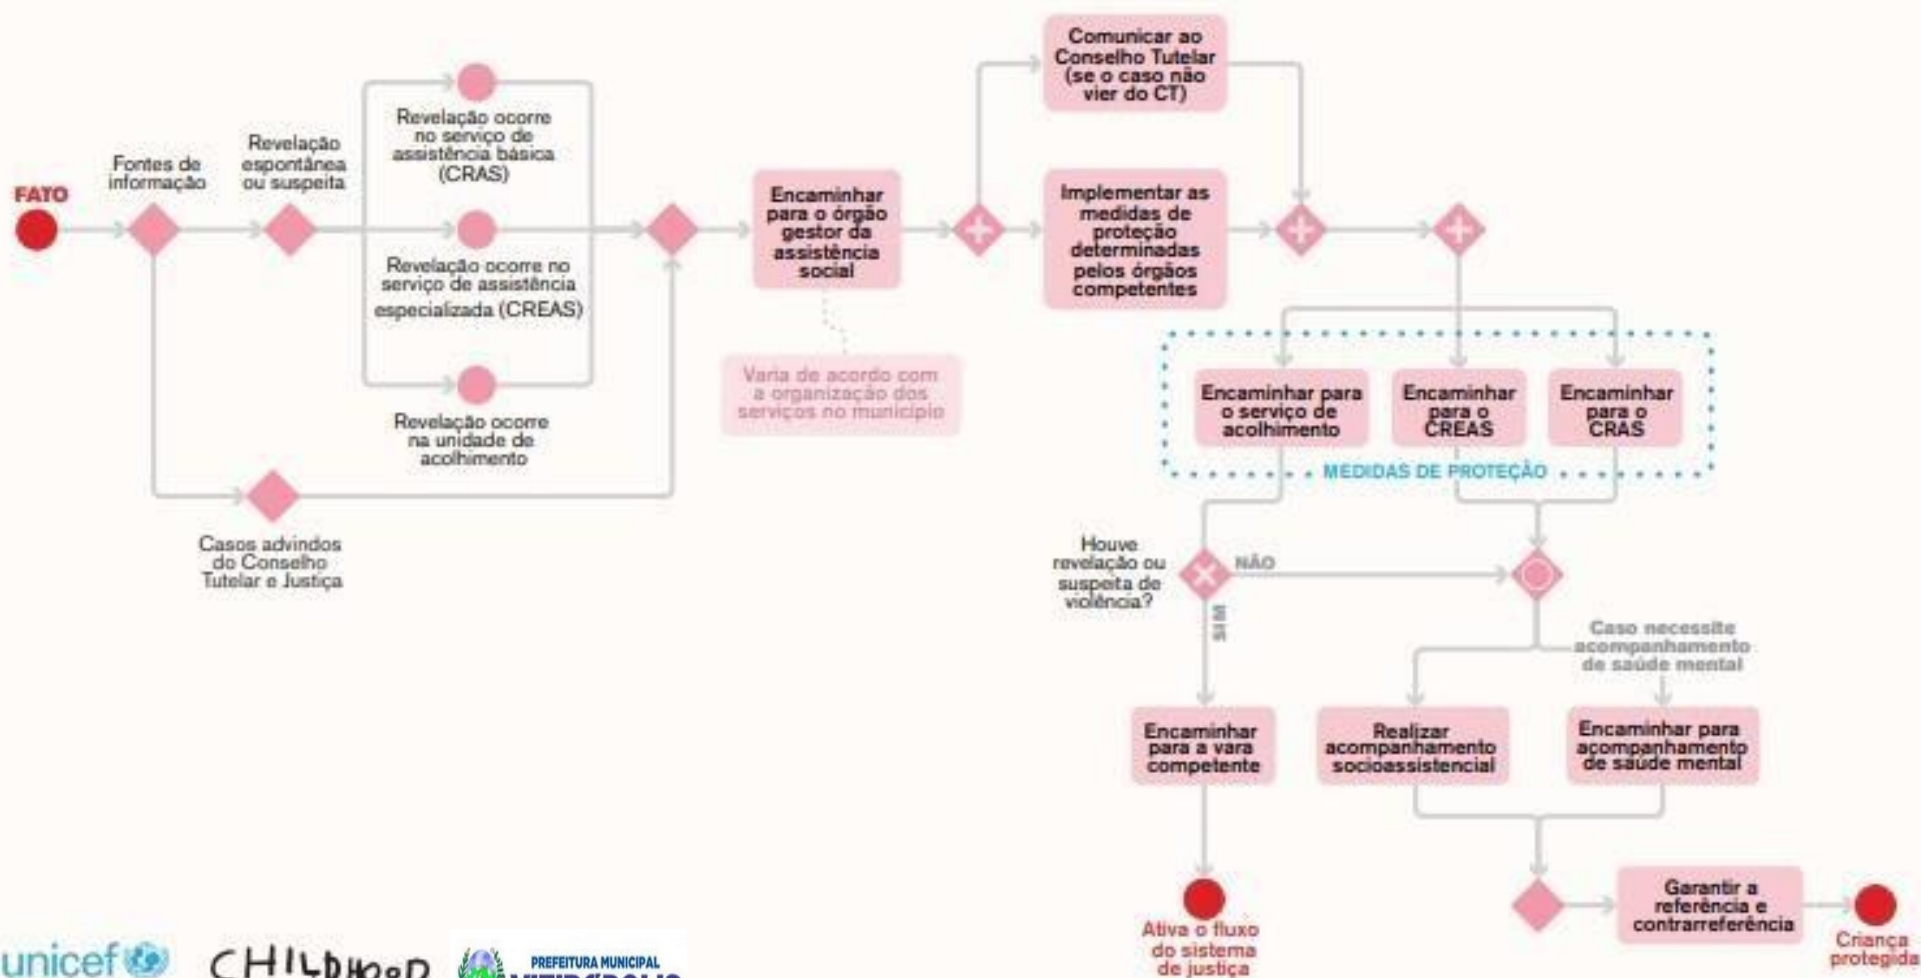 FATO
Fontes de
informação
Revelação
espontânea
ou suspeita
Revelação ocorre
no serviço de
assistência básica
(CRAS)
Revelação ocorre no
serviço de assistência
especializada (CREAS)
Revelação ocorre
na unidade de
acolhimento
Casos advindos
do Conselho
Tutelar e Justiça
Encaminhar
para o órgão
gestor da
assistência
social
Varia de acordo com
a organização dos
serviços no município
Comunicar ao
Conselho Tutelar
(se o caso não
vier do CT)
Implementar as
medidas de
proteção
determinadas
pelos órgãos
competentes
Encaminhar para
o serviço de
acolhimento
Encaminhar
para o
CREAS
Encaminhar
para o
CRAS
MEDIDAS DE PROTEÇÃO
Houve
revelação ou
suspeita de
violência?
NÃO
SIM
Caso necessite
acompanhamento
de saúde mental
Encaminhar
para a vara
competente
Realizar
acompanhamento
socioassistencial
Encaminhar para
acompanhamento
de saúde mental
Ativa o fluxo
do sistema
de justiça
Garantir a
referência e
contrarreferência
Criança
protegida
unicef
CHILDHOOD
PREFEITURA MUNICIPAL